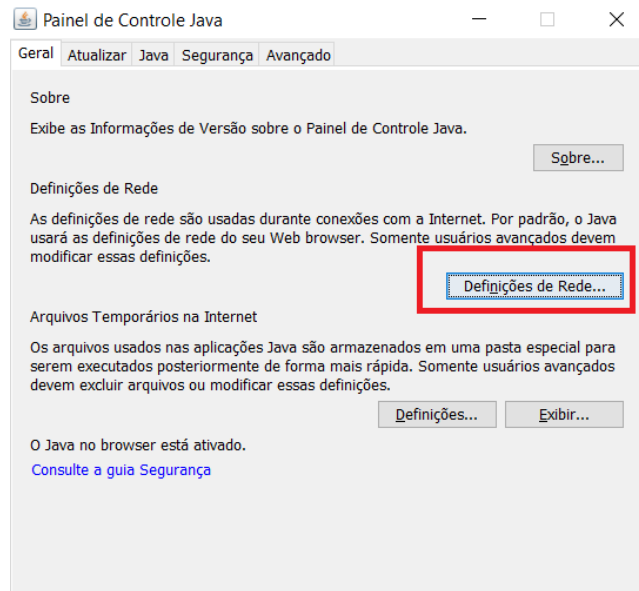 Painel de Controle Java
Geral Atualizar Java Segurança Avançado
Sobre
Exibe as Informações de Versão sobre o Painel de Controle Java.
Sobre...
Definições de Rede
As definições de rede são usadas durante conexões com a Internet. Por padrão, o Java
usará as definições de rede do seu Web browser. Somente usuários avançados devem
modificar essas definições.
Definições de Rede...
Arquivos Temporários na Internet
Os arquivos usados nas aplicações Java são armazenados em uma pasta especial para
serem executados posteriormente de forma mais rápida. Somente usuários avançados
devem excluir arquivos ou modificar essas definições.
Definições... Exibir...
O Java no browser está ativado.
Consulte a guia Segurança